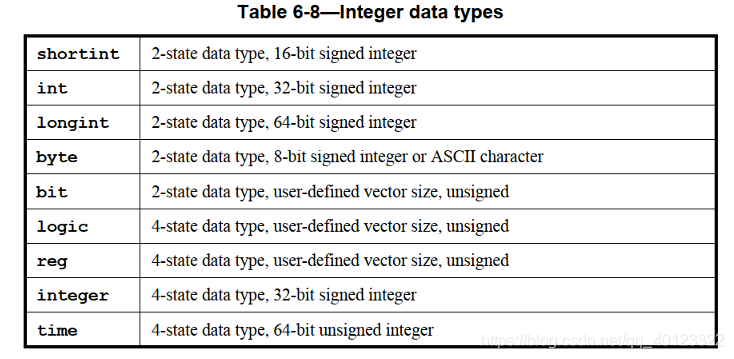 Table 6-8—Integer data types
shortint 2-state data type, 16-bit signed integer
int 2-state data type, 32-bit signed integer
longint 2-state data type, 64-bit signed integer
byte 2-state data type, 8-bit signed integer or ASCII character
bit 2-state data type, user-defined vector size, unsigned
logic 4-state data type, user-defined vector size, unsigned
reg 4-state data type, user-defined vector size, unsigned
integer 4-state data type, 32-bit signed integer
time 4-state data type, 64-bit unsigned integer
https://blog.csdn.net/qq_40123322